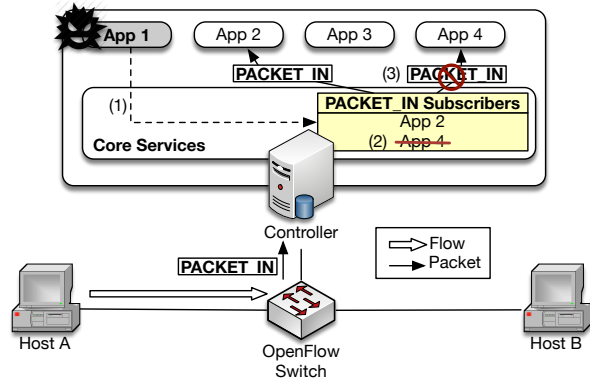 App 1
App 2
App 3
App 4
PACKET_IN
(3)
PACKET_IN
(1)
PACKET_IN Subscribers
App 2
(2) App 4
Core Services
Controller
PACKET_IN
Flow
Packet
Host A
OpenFlow
Switch
Host B